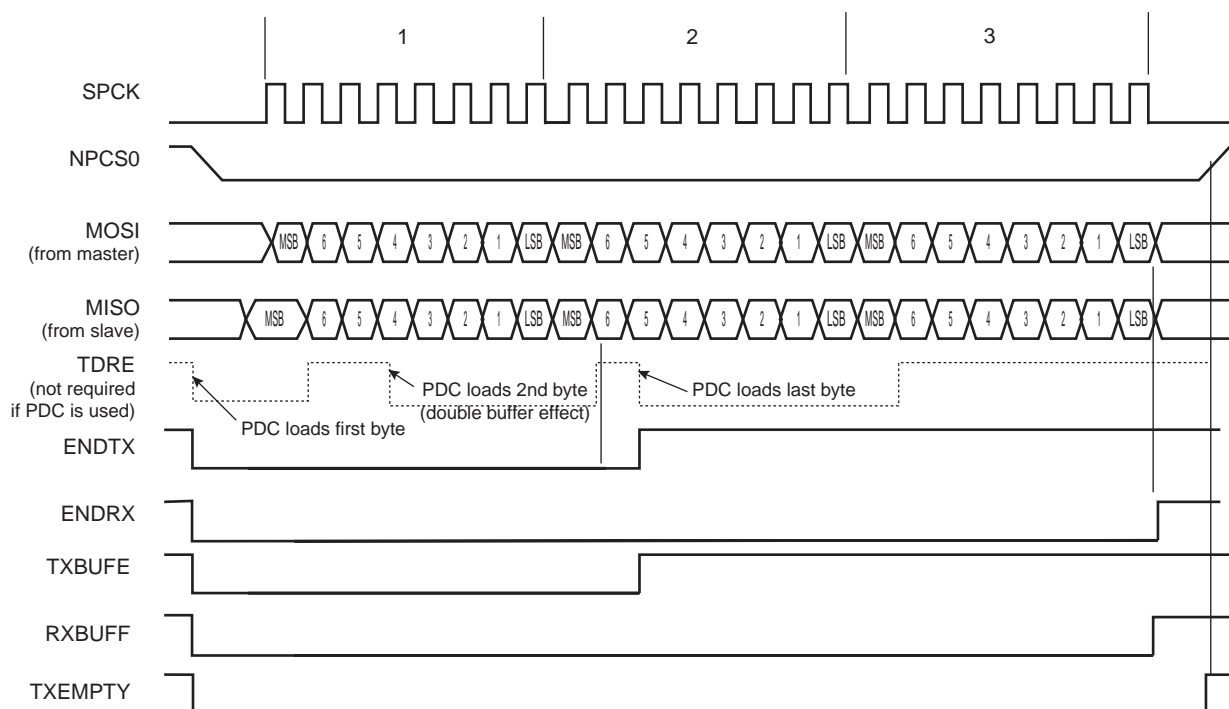 1 2 3
SPCK
NPCS0
MOSI
(from master)
MSB 6 5 4 3 2 1 LSB MSB 6 5 4 3 2 1 LSB MSB 6 5 4 3 2 1 LSB
MISO
(from slave)
MSB 6 5 4 3 2 1 LSB MSB 6 5 4 3 2 1 LSB MSB 6 5 4 3 2 1 LSB
TDRE
(not required
if PDC is used)
PDC loads first byte
PDC loads 2nd byte
(double buffer effect)
PDC loads last byte
ENDTX
ENDRX
TXBUFE
RXBUFF
TXEMPTY